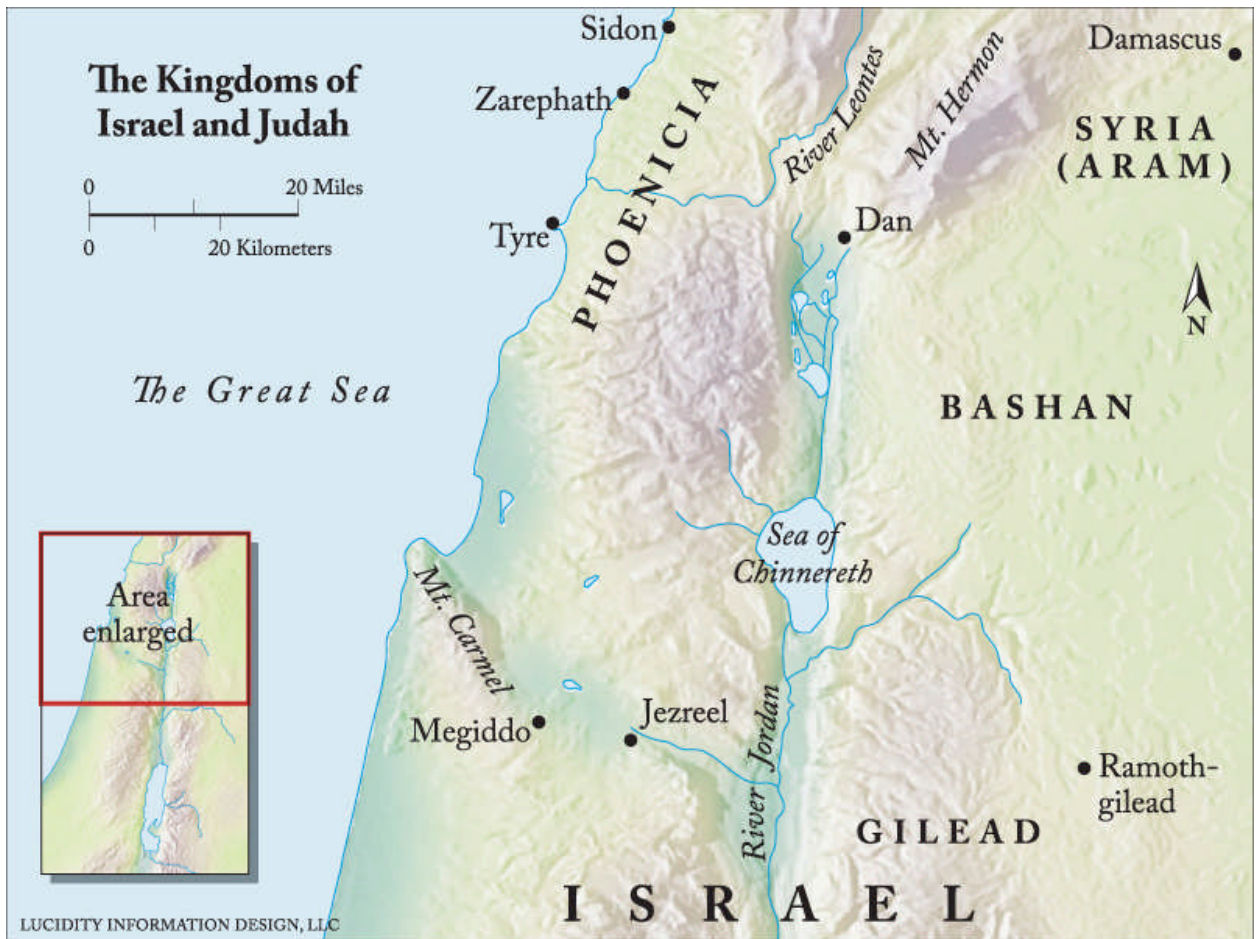 The Kingdoms of
Israel and Judah
0
20 Miles
0
20 Kilometers
Sidon
Zarephath
Tyre
PHOENICIA
River Leontes
Mt. Hermon
Damascus
SYRIA
(ARAM)
Dan
N
The Great Sea
BASHAN
Sea of
Chinnereth
Area
enlarged
Mt. Carmel
Megiddo
Jezreel
River Jordan
Ramoth-
gilead
GILEAD
ISRAEL
LUCIDITY INFORMATION DESIGN, LLC